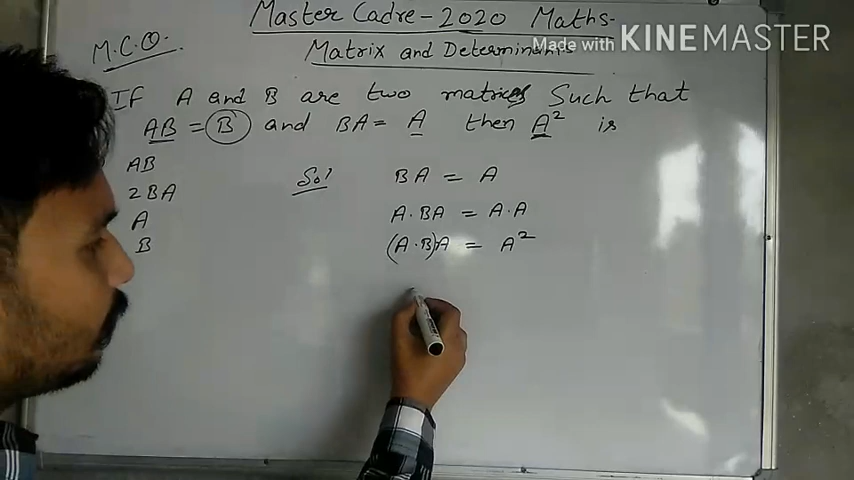 Master Cadre-2020 Maths-
M.C.Q.
Made with KINEMASTER
Matrix and Determinants
If A and B are two matrices Such that
AB = B and BA = A then A² is
AB
2BA
A
B
Sol
BA = A
A·BA = A·A
(A·B)A = A²